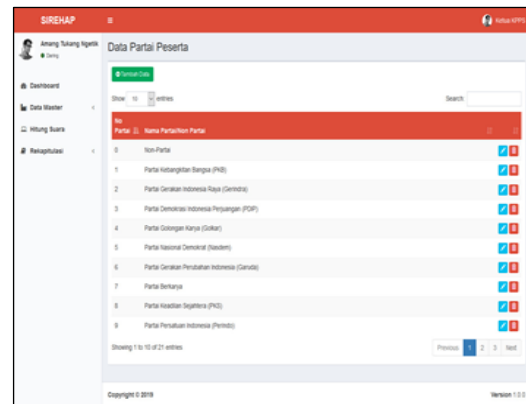 SIREHAP
Ketua KPPS
Amang Tukang Ngetik
Data Partai Peserta
Dashboard
Data Master
Hitung Suara
Rekapitulasi
Tambah Data
Show 10 entries
Search:
No Partai
Nama Partai/Non Partai
0 Non-Partai
1 Partai Kebangkitan Bangsa (PKB)
2 Partai Gerakan Indonesia Raya (Gerindra)
3 Partai Demokrasi Indonesia Perjuangan (PDIP)
4 Partai Golongan Karya (Golkar)
5 Partai Nasional Demokrat (Nasdem)
6 Partai Gerakan Perubahan Indonesia (Garuda)
7 Partai Berkarya
8 Partai Keadilan Sejahtera (PKS)
9 Partai Persatuan Indonesia (Perindo)
Showing 1 to 10 of 21 entries
Previous 1 2 3 Next
Copyright © 2019
Version 1.0.0